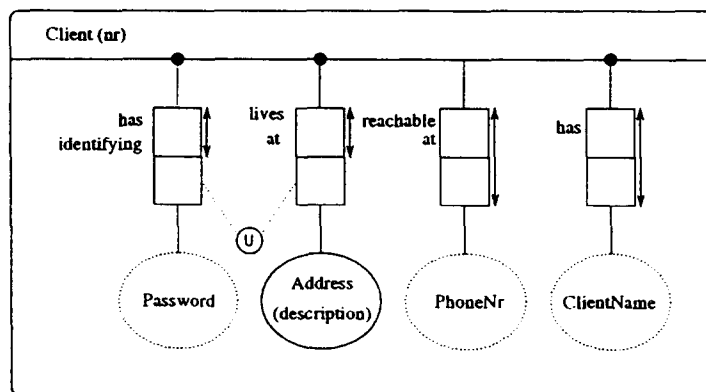 Client (nr)
has
identifying
lives
at
reachable
at
has
U
Password
Address
(description)
PhoneNr
ClientName